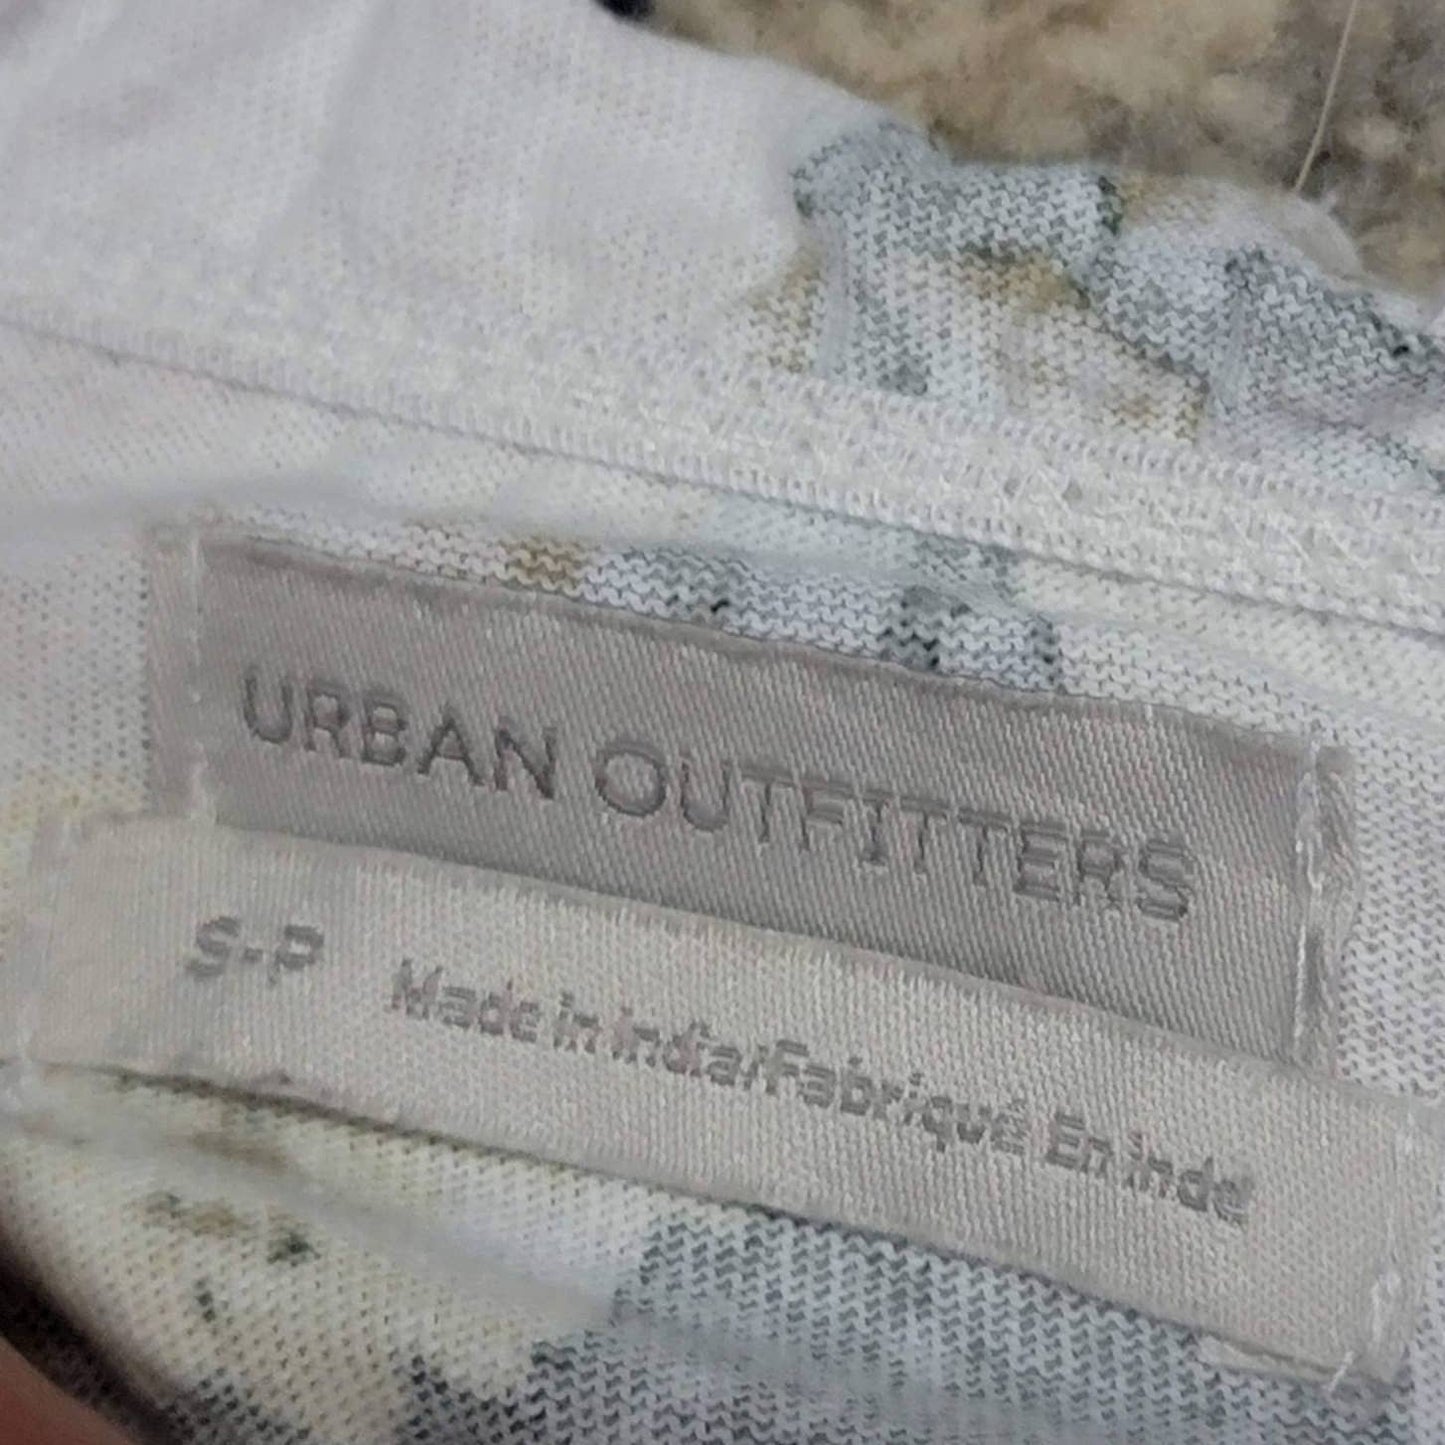 URBAN OUTFITTERS
S-P Made in India/Fabriqué En Inde